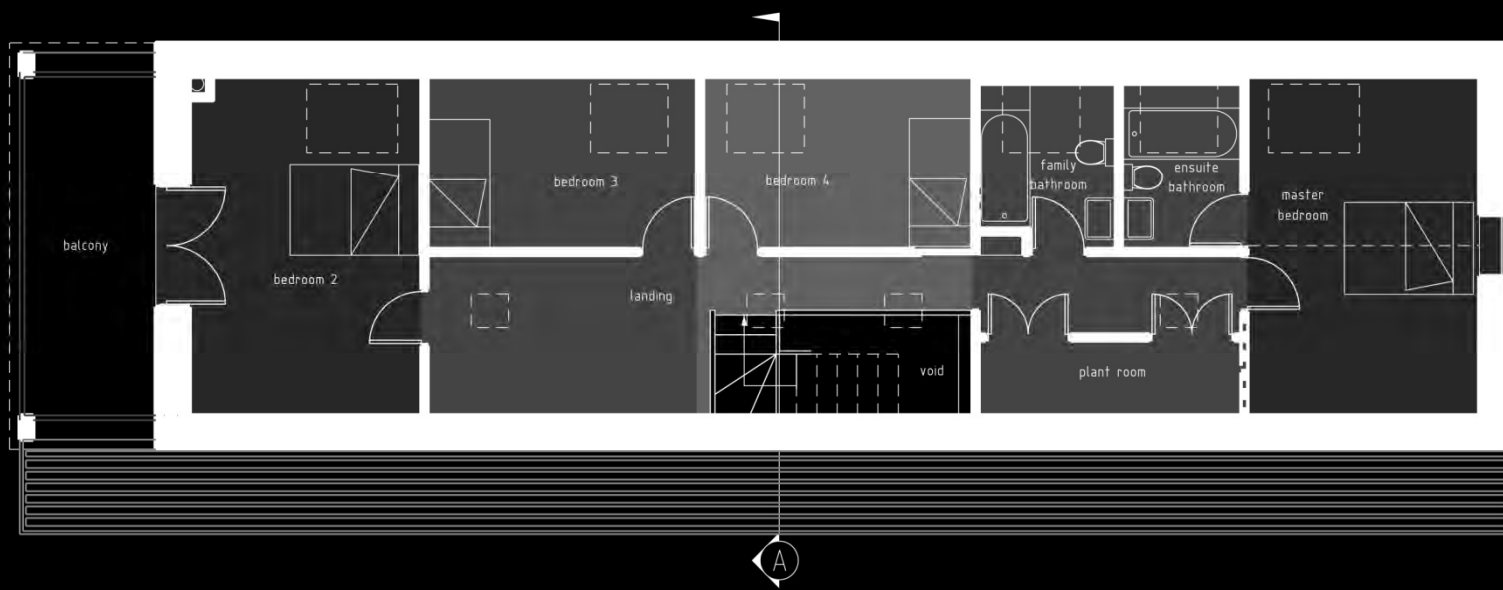 balcony
bedroom 2
bedroom 3
landing
bedroom 4
void
family
bathroom
ensuite
bathroom
plant room
master
bedroom
A